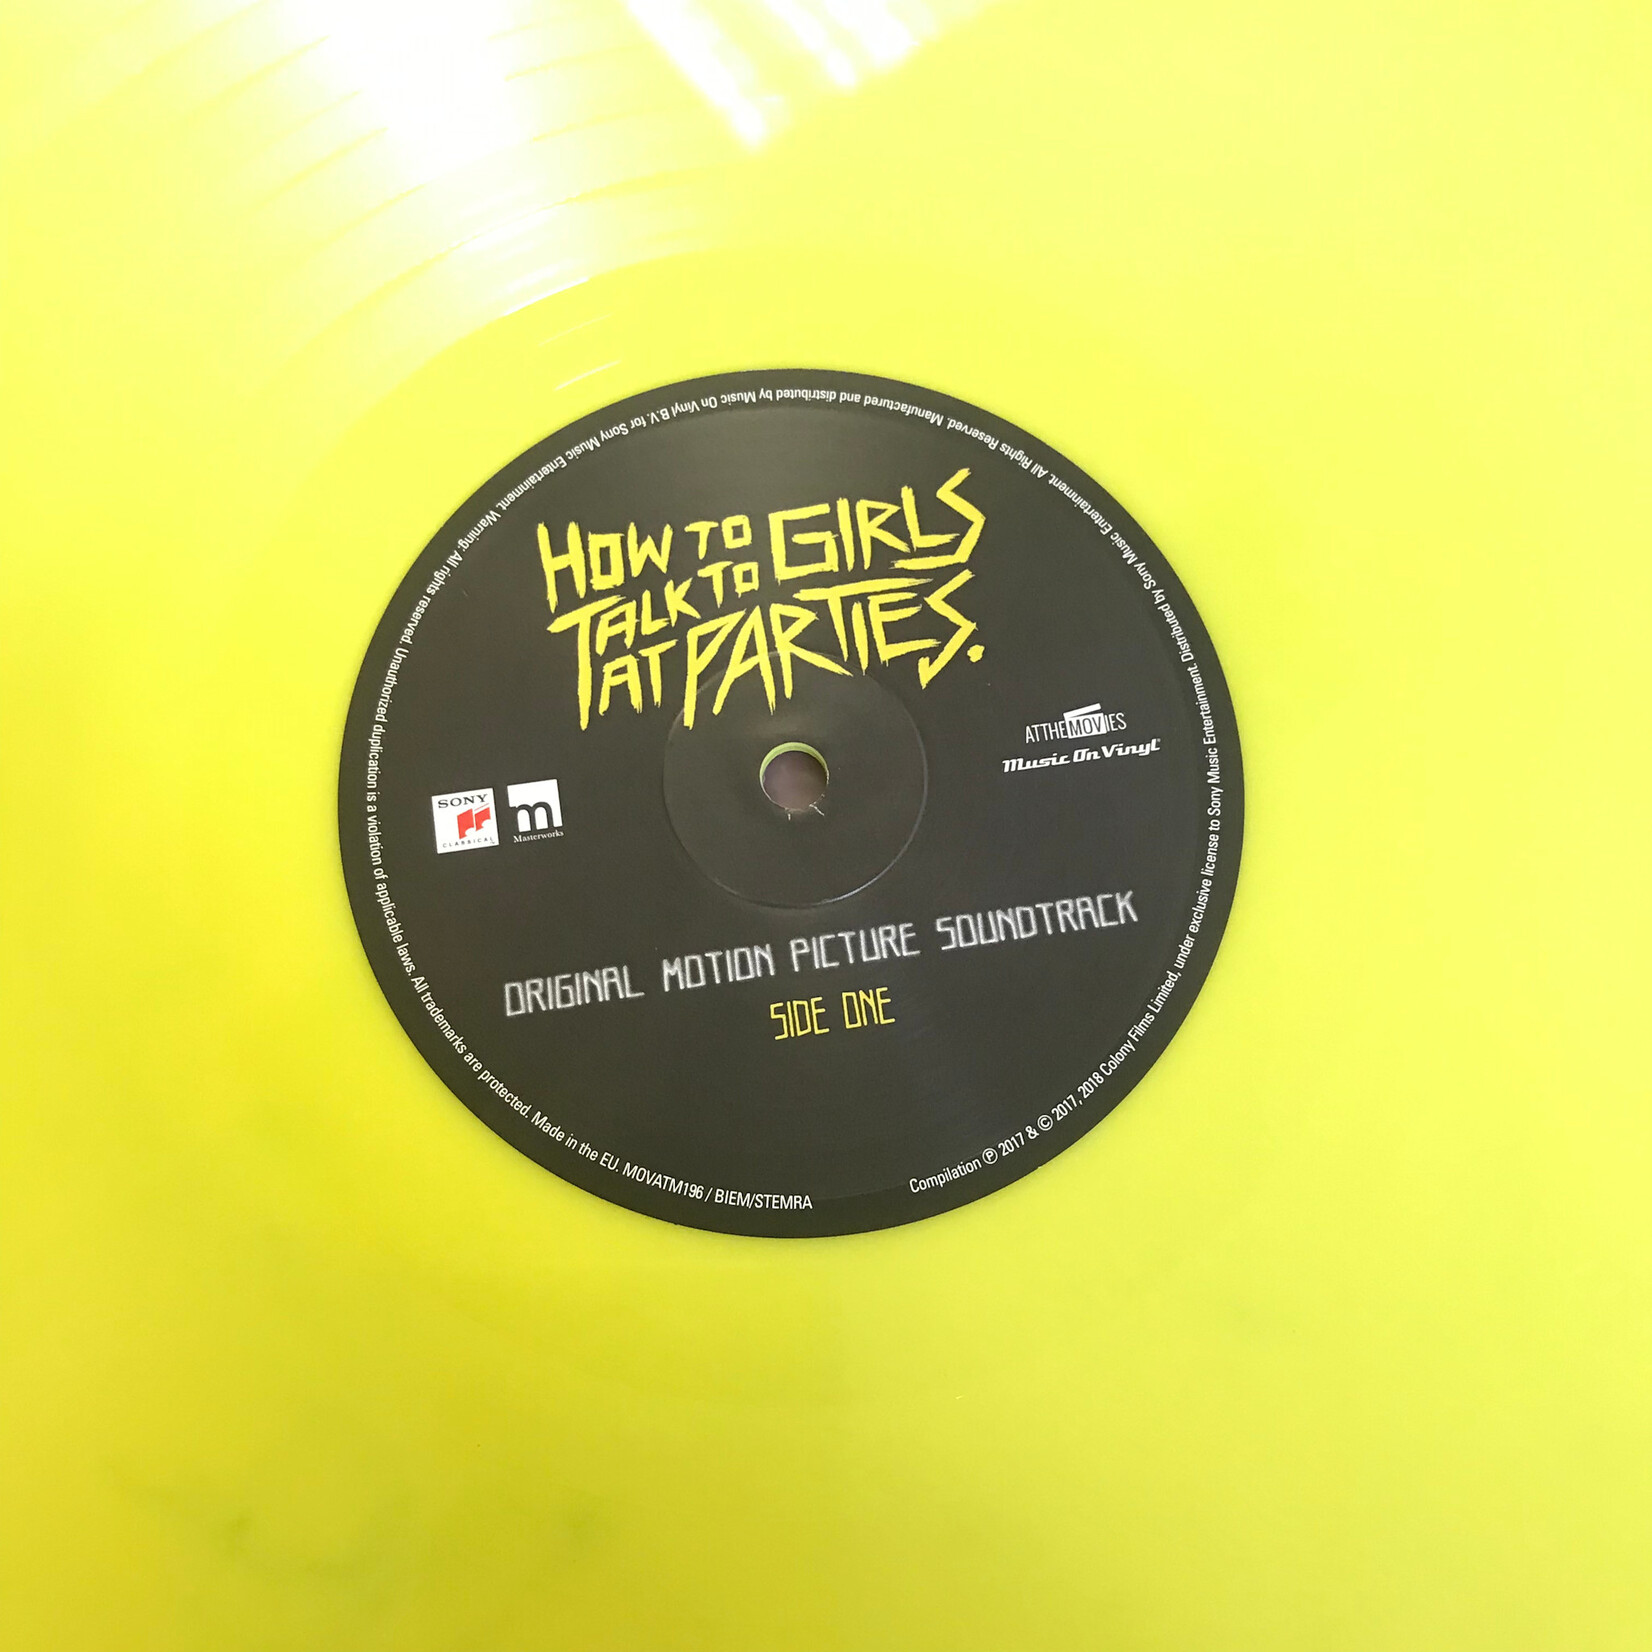 HOW TO GIRLS
TALK TO
AT PARTIES.
ATTHEMOVIES
Music On Vinyl
SONY
CLASSICAL
m
Masterworks
ORIGINAL MOTION PICTURE SOUNDTRACK
SIDE ONE
Compilation ℗ 2017 & © 2017, 2018 Colony Films Limited, under exclusive license to Sony Music Entertainment. Distributed by Sony Music Entertainment. All Rights Reserved. Manufactured and distributed by Music On Vinyl B.V. for Sony Music Entertainment. Warning: All rights reserved. Unauthorized duplication is a violation of applicable laws. All trademarks are protected. Made in the EU. MOVATM196 / BIEM/STEMRA